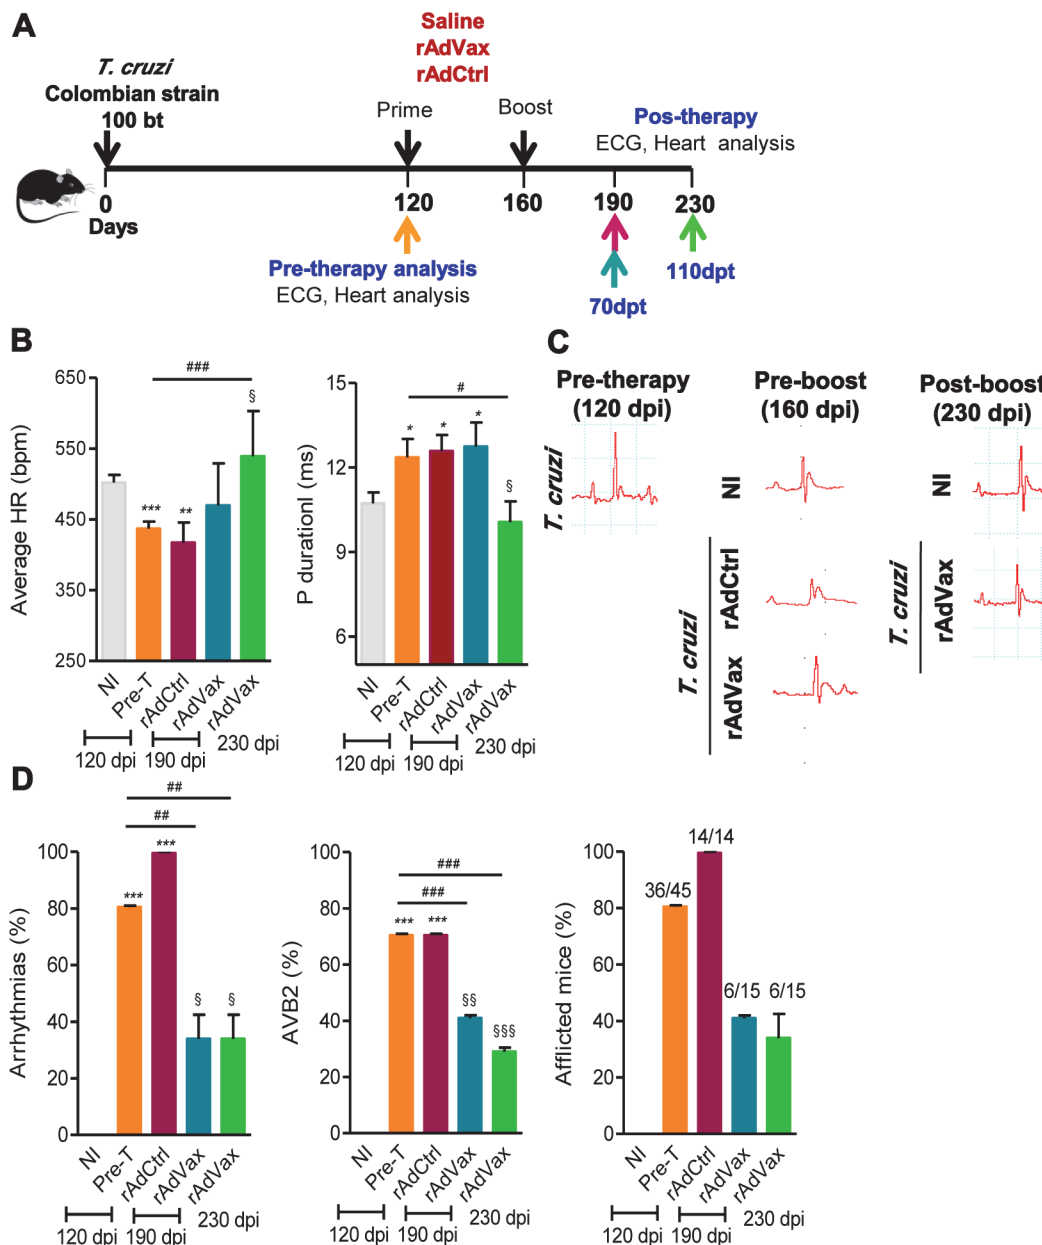 A
T. cruzi
Colombian strain
100 bt
Saline
rAdVax
rAdCtrl
Prime
Boost
Pos-therapy
ECG, Heart analysis
0
120
160
190
230
Days
Pre-therapy analysis
ECG, Heart analysis
70dpt
110dpt
B
Average HR (bpm)
650
550
450
350
250
###
***
**
§
NI
Pre-T
rAdCtrl
rAdVax
rAdVax
120 dpi
190 dpi
230 dpi
P durationl (ms)
15
12
9
6
#
*
*
*
§
NI
Pre-T
rAdCtrl
rAdVax
rAdVax
120 dpi
190 dpi
230 dpi
C
Pre-therapy
(120 dpi)
Pre-boost
(160 dpi)
Post-boost
(230 dpi)
T. cruzi
NI
T. cruzi
rAdCtrl
rAdVax
NI
T. cruzi
rAdVax
D
Arrhythmias (%)
100
80
60
40
20
0
##
##
***
***
§
§
NI
Pre-T
rAdCtrl
rAdVax
rAdVax
120 dpi
190 dpi
230 dpi
AVB2 (%)
100
80
60
40
20
0
###
###
***
***
§§
§§§
NI
Pre-T
rAdCtrl
rAdVax
rAdVax
120 dpi
190 dpi
230 dpi
Afflicted mice (%)
100
80
60
40
20
0
36/45
14/14
6/15
6/15
NI
Pre-T
rAdCtrl
rAdVax
rAdVax
120 dpi
190 dpi
230 dpi